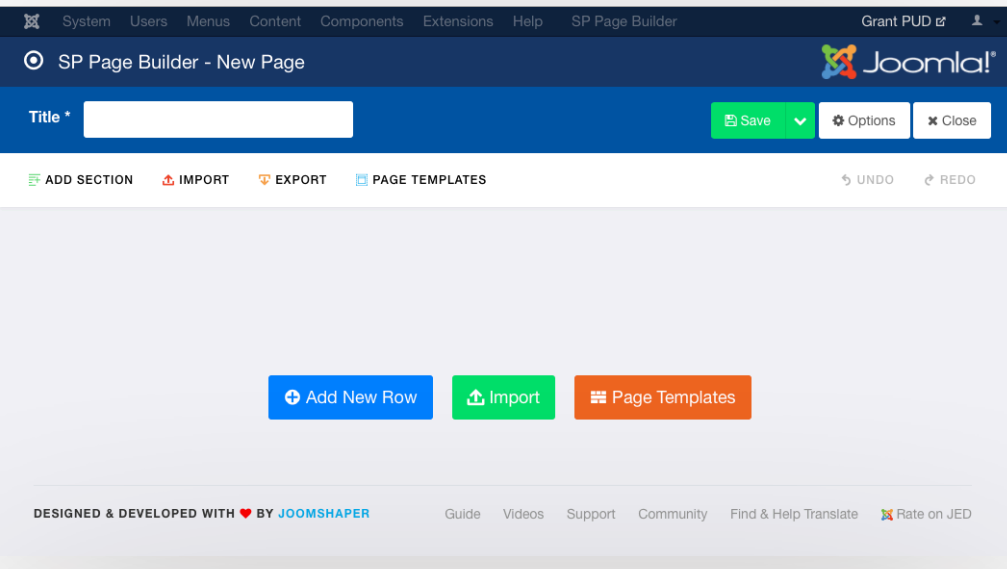 System Users Menus Content Components Extensions Help SP Page Builder Grant PUD
SP Page Builder - New Page Joomla!®
Title * Save Options Close
ADD SECTION IMPORT EXPORT PAGE TEMPLATES UNDO REDO
Add New Row Import Page Templates
DESIGNED & DEVELOPED WITH ❤ BY JOOMSHAPER Guide Videos Support Community Find & Help Translate Rate on JED